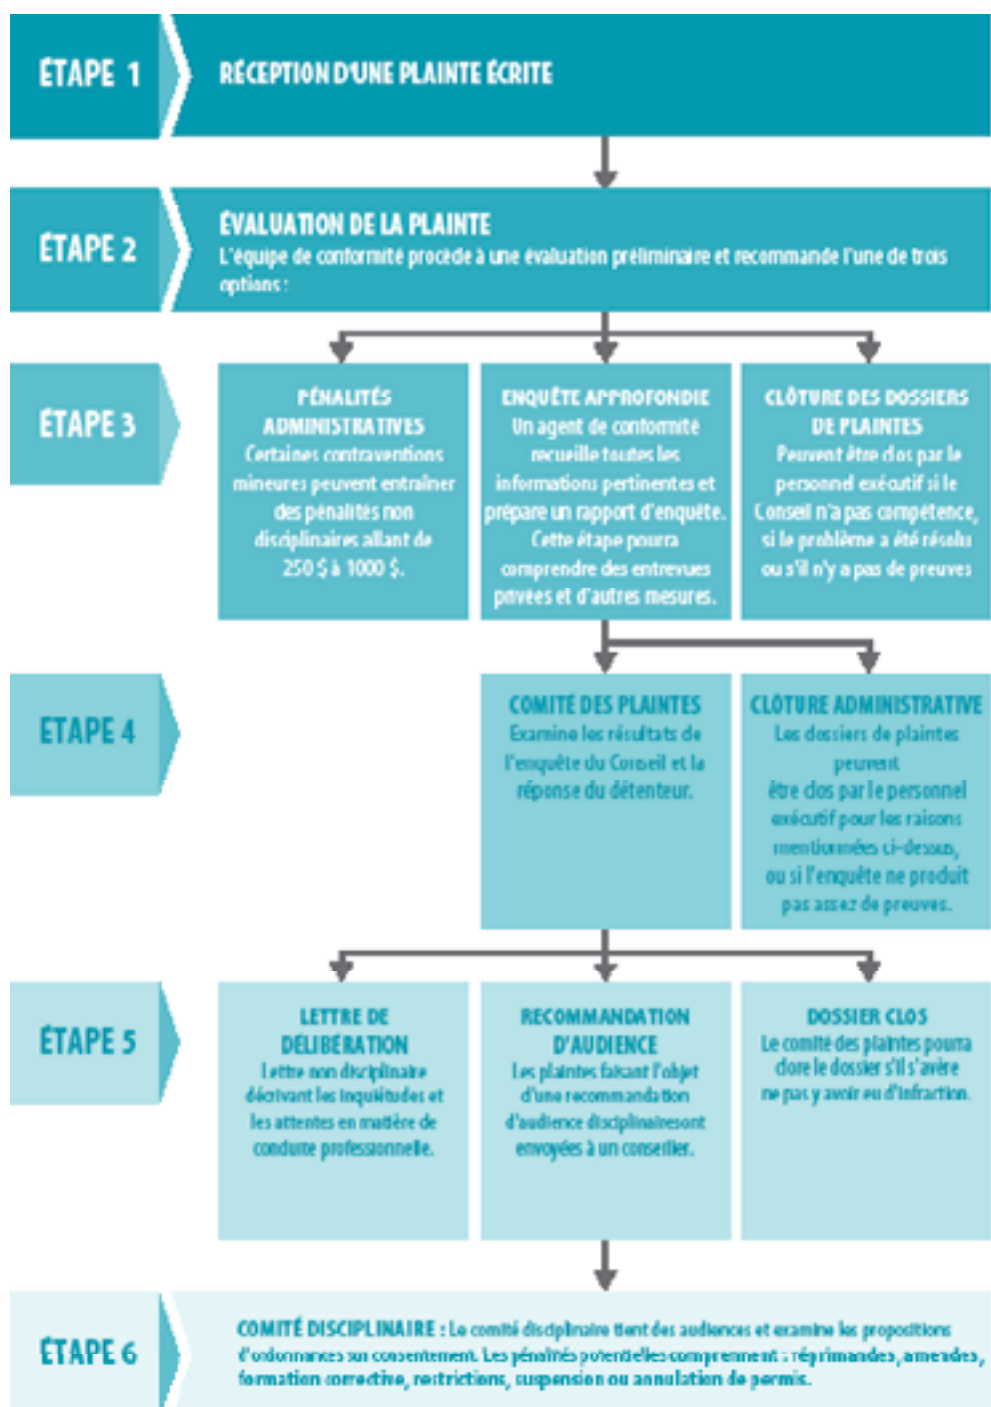 ÉTAPE 1
RÉCEPTION D'UNE PLAINTE ÉCRITE
ÉTAPE 2
ÉVALUATION DE LA PLAINTE
L'équipe de conformité procède à une évaluation préliminaire et recommande l'une de trois
options :
ÉTAPE 3
PÉNALITÉS
ADMINISTRATIVES
Certaines contraventions
mineures peuvent entraîner
des pénalités non
disciplinaires allant de
250 $ à 1000 $.
ENQUÊTE APPROFONDIE
Un agent de conformité
recueille toutes les
informations pertinentes et
prépare un rapport d'enquête.
Cette étape pourra
comprendre des entrevues
privées et d'autres mesures.
CLÔTURE DES DOSSIERS
DE PLAINTES
Peuvent être clos par le
personnel exécutif si le
Conseil n'a pas compétence,
si le problème a été résolu
ou s'il n'y a pas de preuves
ÉTAPE 4
COMITÉ DES PLAINTES
Examine les résultats de
l'enquête du Conseil et la
réponse du détenteur.
CLÔTURE ADMINISTRATIVE
Les dossiers de plaintes
peuvent
être clos par le personnel
exécutif pour les raisons
mentionnées ci-dessus,
ou si l'enquête ne produit
pas assez de preuves.
ÉTAPE 5
LETTRE DE
DÉLIBÉRATION
Lettre non disciplinaire
décrivant les inquiétudes et
les attentes en matière de
conduite professionnelle.
RECOMMANDATION
D'AUDIENCE
Les plaintes faisant l'objet
d'une recommandation
d'audience disciplinairesont
envoyées à un conseiller.
DOSSIER CLOS
Le comité des plaintes pourra
clore le dossier s'il s'avère
ne pas y avoir eu d'infraction.
ÉTAPE 6
COMITÉ DISCIPLINAIRE : Le comité disciplinaire tient des audiences et examine les propositions
d'ordonnances sur consentement. Les pénalités potentielles comprennent : réprimandes, amendes,
formation corrective, restrictions, suspension ou annulation de permis.